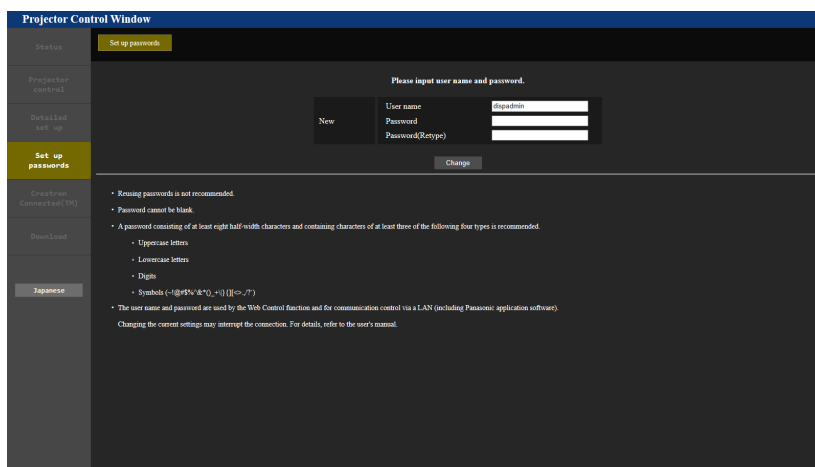 Projector Control Window
Status
Set up passwords
Projector
control
Please input user name and password.
Detailed
set up
New
User name
dispadmin
Password
Password(Retype)
Set up
passwords
Change
Crestron
Connected(TM)
Download
Japanese
• Reusing passwords is not recommended.
• Password cannot be blank.
• A password consisting of at least eight half-width characters and containing characters of at least three of the following four types is recommended.
• Uppercase letters
• Lowercase letters
• Digits
• Symbols
• The user name and password are used by the Web Control function and for communication control via a LAN (including Panasonic application software).
Changing the current settings may interrupt the connection. For details, refer to the user's manual.